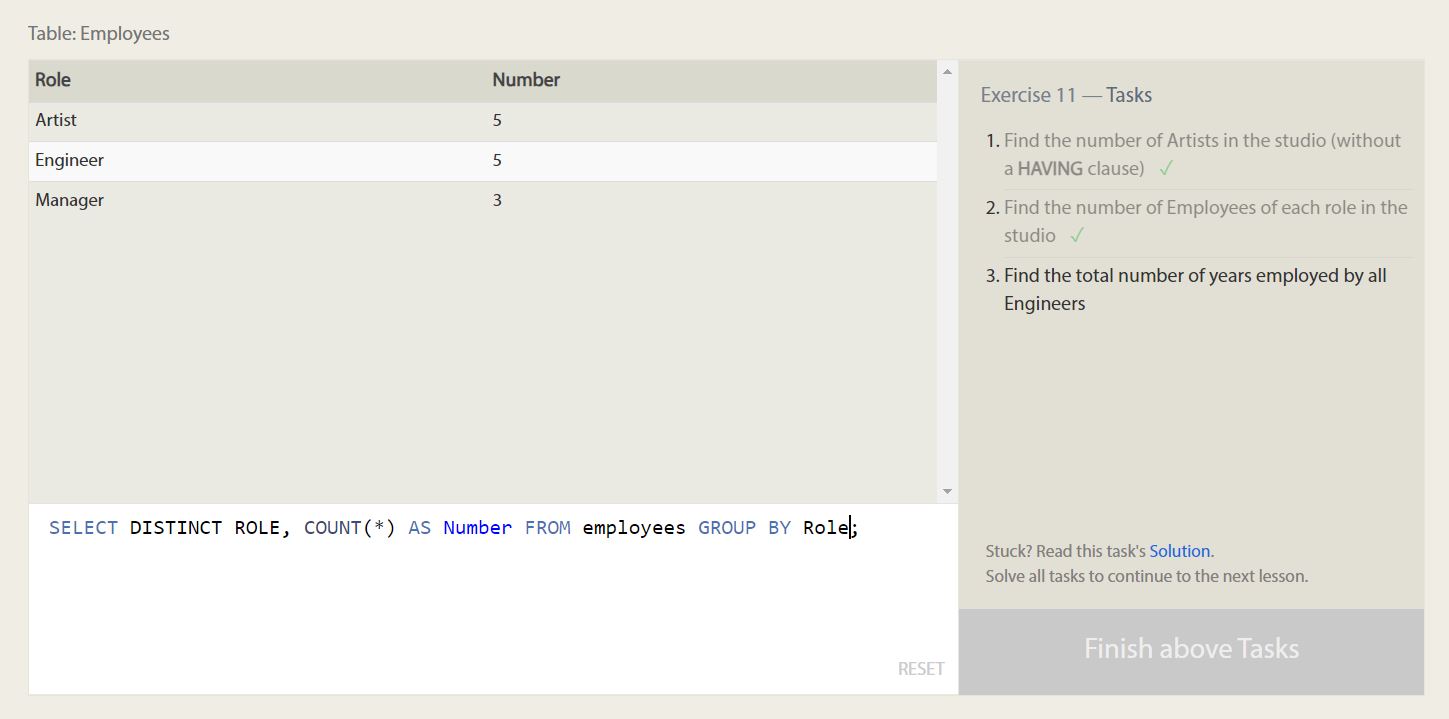 Table: Employees
Role Number
Artist 5
Engineer 5
Manager 3
SELECT DISTINCT ROLE, COUNT(*) AS Number FROM employees GROUP BY Role;
RESET
Exercise 11 — Tasks
1. Find the number of Artists in the studio (without
a HAVING clause) ✓
2. Find the number of Employees of each role in the
studio ✓
3. Find the total number of years employed by all
Engineers
Stuck? Read this task's Solution.
Solve all tasks to continue to the next lesson.
Finish above Tasks